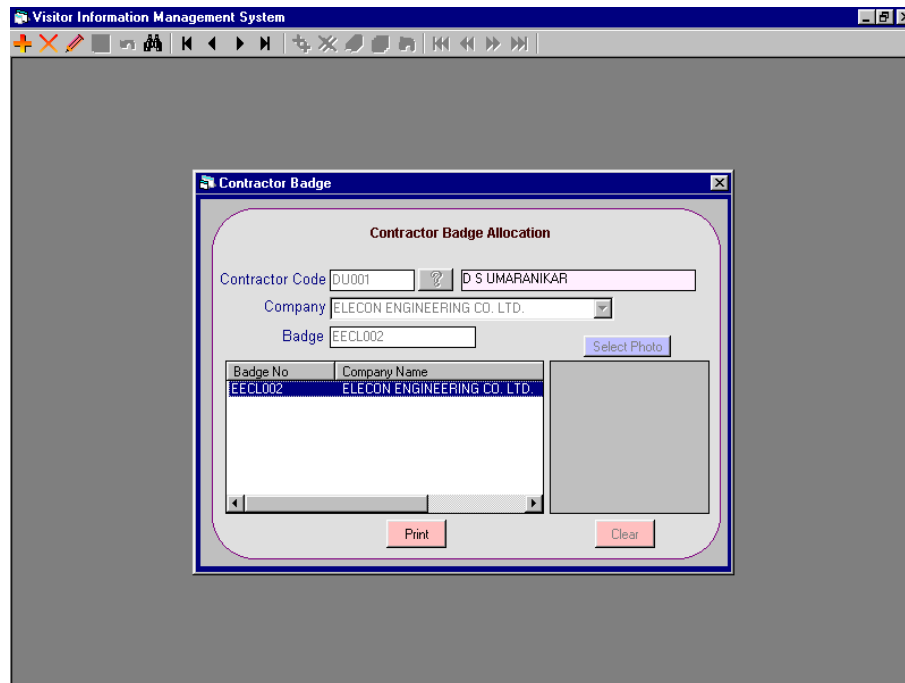 Visitor Information Management System
Contractor Badge
Contractor Badge Allocation
Contractor Code DU001 ? D S UMARANIKAR
Company ELECON ENGINEERING CO. LTD.
Badge EECL002
Select Photo
Badge No Company Name
EECL002 ELECON ENGINEERING CO. LTD.
Print Clear